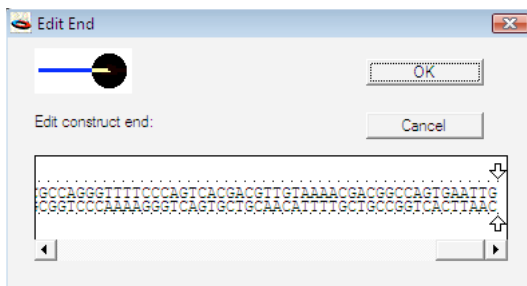 Edit End
OK
Edit construct end:
Cancel
GCCAGGGTTTTCCCAGTCACGACGTTGTAAAACGACGGCCAGTGAATTG
CGGTCCCAAAAGGGTCAGTGCTGCAACATTTTGCTGCCGGTCACTTAAC